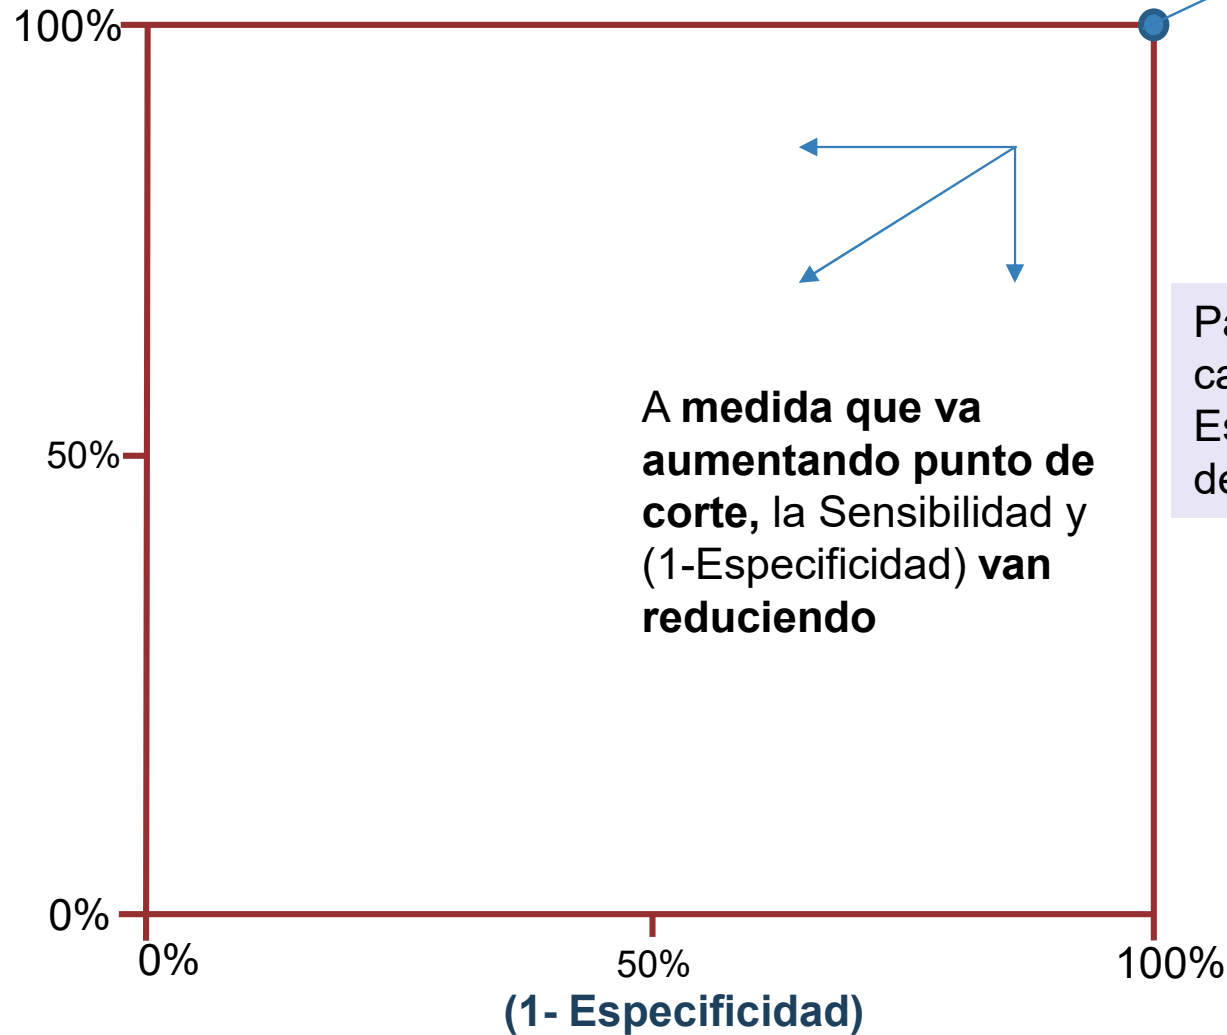 100%
A medida que va
aumentando punto de
corte, la Sensibilidad y
(1-Especificidad) van
reduciendo
50%
0%
0%
50%
100%
(1- Especificidad)